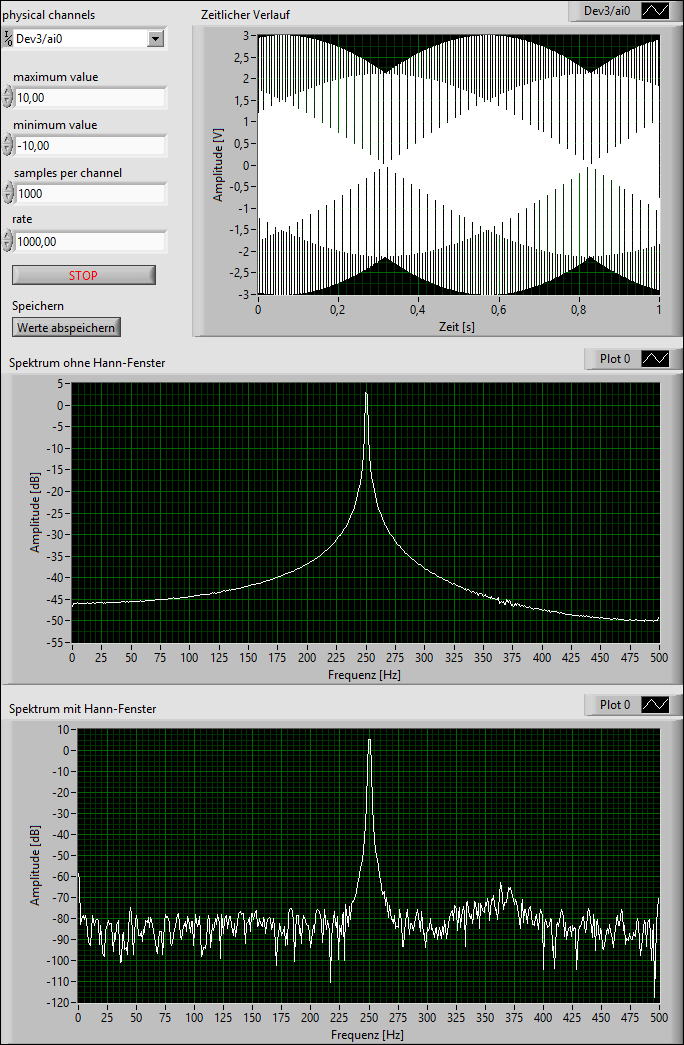 physical channels
I/O Dev3/ai0
maximum value
10,00
minimum value
-10,00
samples per channel
1000
rate
1000,00
STOP
Speichern
Werte abspeichern
Zeitlicher Verlauf
Dev3/ai0
Amplitude [V]
3
2,5
2
1,5
1
0,5
0
-0,5
-1
-1,5
-2
-2,5
-3
0 0,2 0,4 0,6 0,8 1
Zeit [s]
Spektrum ohne Hann-Fenster
Plot 0
Amplitude [dB]
5
0
-5
-10
-15
-20
-25
-30
-35
-40
-45
-50
-55
0 25 50 75 100 125 150 175 200 225 250 275 300 325 350 375 400 425 450 475 500
Frequenz [Hz]
Spektrum mit Hann-Fenster
Plot 0
Amplitude [dB]
10
0
-10
-20
-30
-40
-50
-60
-70
-80
-90
-100
-110
-120
0 25 50 75 100 125 150 175 200 225 250 275 300 325 350 375 400 425 450 475 500
Frequenz [Hz]